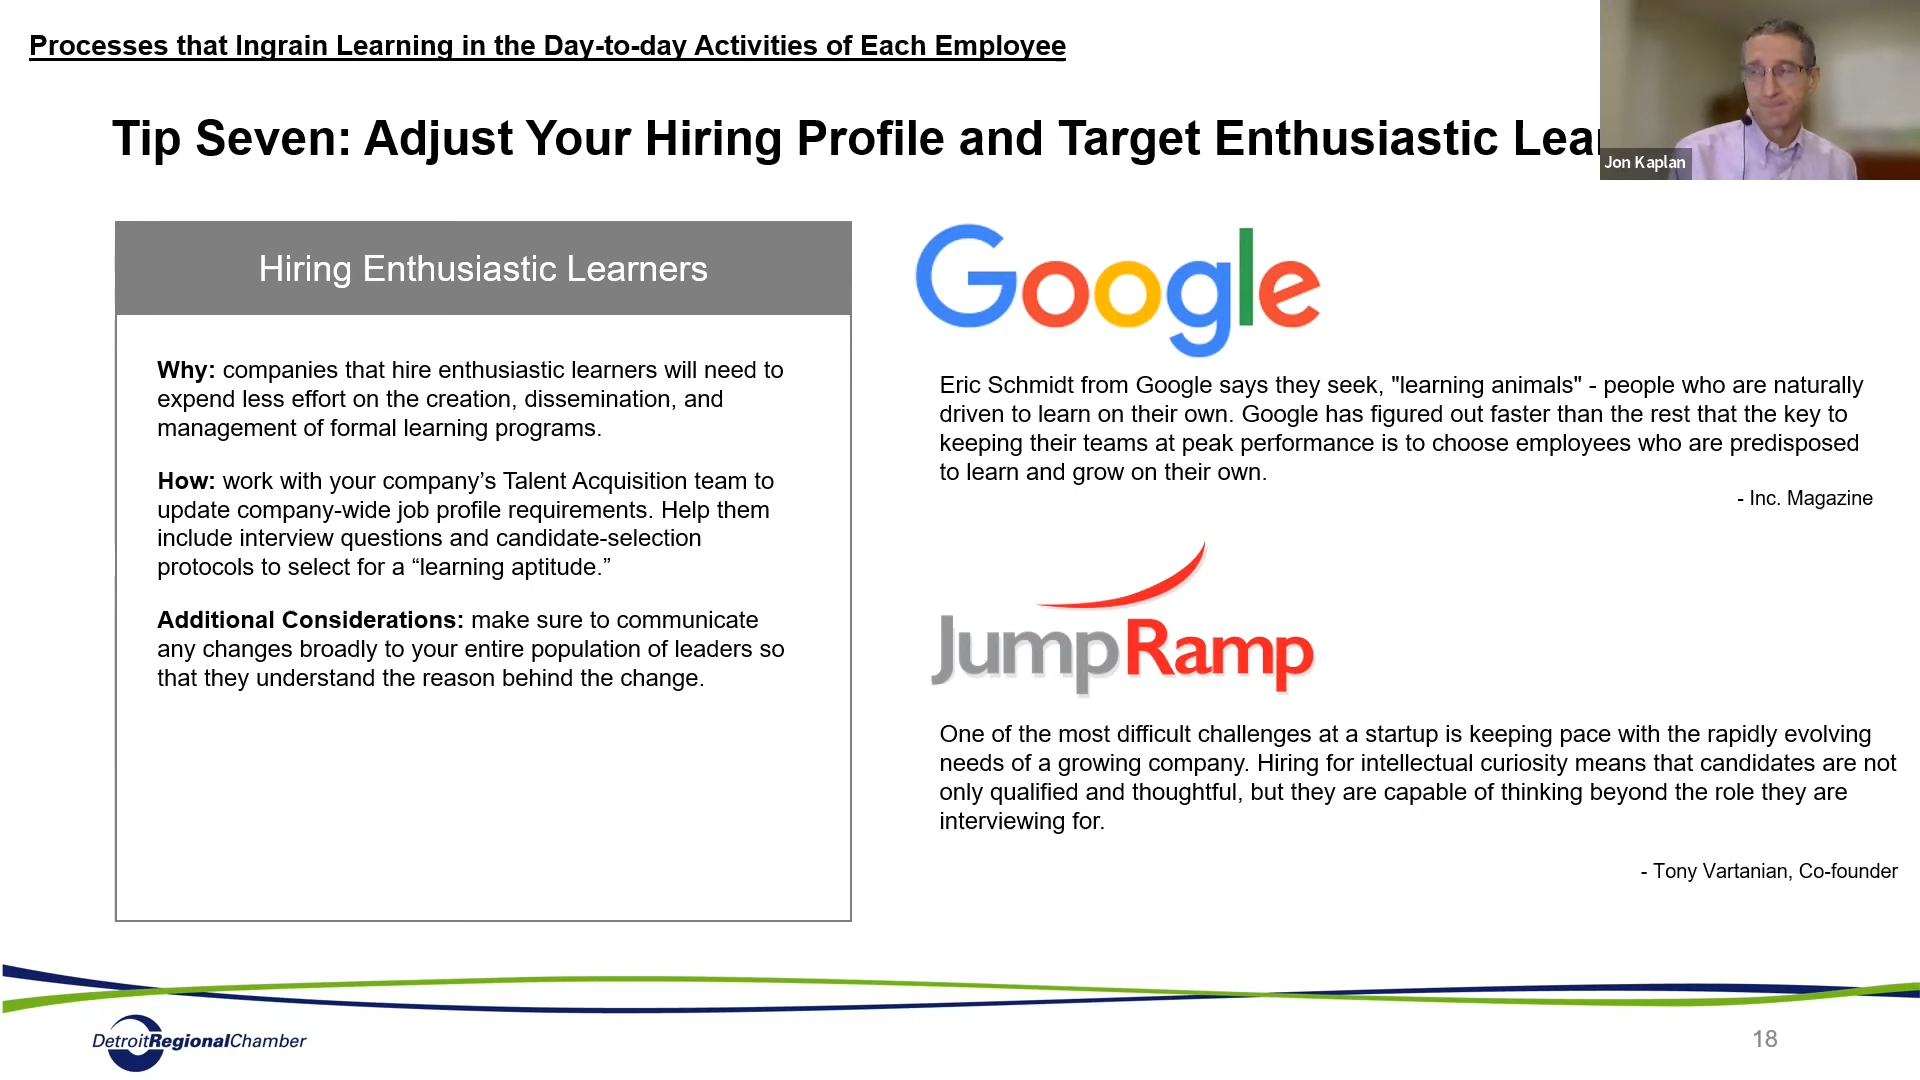 Processes that Ingrain Learning in the Day-to-day Activities of Each Employee
Tip Seven: Adjust Your Hiring Profile and Target Enthusiastic Lear
Jon Kaplan
Hiring Enthusiastic Learners
Why: companies that hire enthusiastic learners will need to
expend less effort on the creation, dissemination, and
management of formal learning programs.
How: work with your company’s Talent Acquisition team to
update company-wide job profile requirements. Help them
include interview questions and candidate-selection
protocols to select for a “learning aptitude.”
Additional Considerations: make sure to communicate
any changes broadly to your entire population of leaders so
that they understand the reason behind the change.
Google
Eric Schmidt from Google says they seek, "learning animals" - people who are naturally
driven to learn on their own. Google has figured out faster than the rest that the key to
keeping their teams at peak performance is to choose employees who are predisposed
to learn and grow on their own.
- Inc. Magazine
JumpRamp
One of the most difficult challenges at a startup is keeping pace with the rapidly evolving
needs of a growing company. Hiring for intellectual curiosity means that candidates are not
only qualified and thoughtful, but they are capable of thinking beyond the role they are
interviewing for.
- Tony Vartanian, Co-founder
DetroitRegionalChamber
18